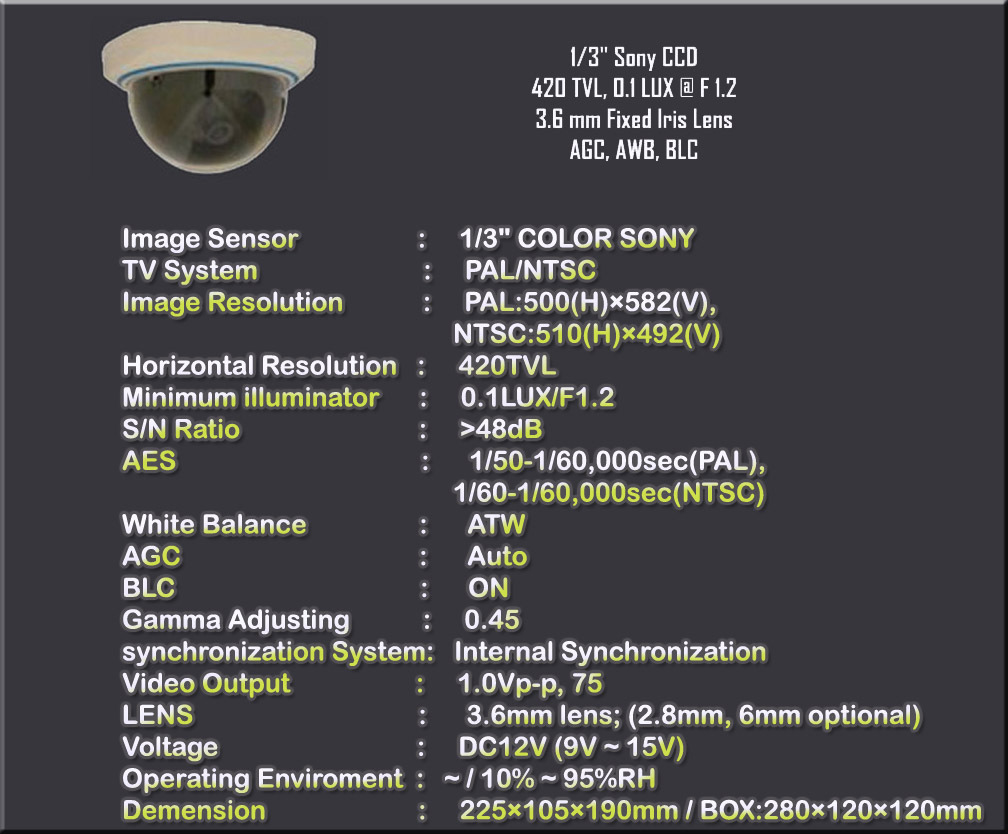 1/3" Sony CCD
420 TVL, 0.1 LUX @ F 1.2
3.6 mm Fixed Iris Lens
AGC, AWB, BLC
Image Sensor : 1/3" COLOR SONY
TV System : PAL/NTSC
Image Resolution : PAL:500(H)×582(V),
NTSC:510(H)×492(V)
Horizontal Resolution : 420TVL
Minimum illuminator : 0.1LUX/F1.2
S/N Ratio : >48dB
AES : 1/50-1/60,000sec(PAL),
1/60-1/60,000sec(NTSC)
White Balance : ATW
AGC : Auto
BLC : ON
Gamma Adjusting : 0.45
synchronization System: Internal Synchronization
Video Output : 1.0Vp-p, 75
LENS : 3.6mm lens; (2.8mm, 6mm optional)
Voltage : DC12V (9V ~ 15V)
Operating Enviroment : ~ / 10% ~ 95%RH
Demension : 225×105×190mm / BOX:280×120×120mm